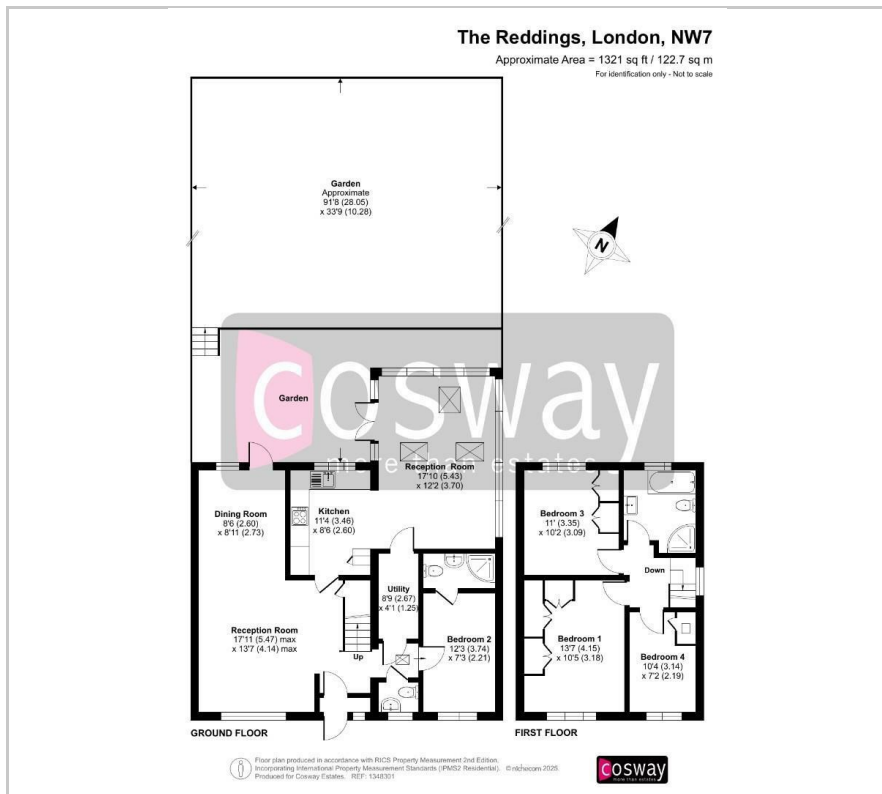 The Reddings, London, NW7
Approximate Area = 1321 sq ft / 122.7 sq m
For identification only - Not to scale
Garden
Approximate
91'8 (28.05)
x 33'9 (10.28)
N
cosway
more than estates
Garden
Reception Room
17'10 (5.43)
x 12'2 (3.70)
Dining Room
8'6 (2.60)
x 8'11 (2.73)
Kitchen
11'4 (3.46)
x 8'6 (2.60)
Utility
8'9 (2.67)
x 4'1 (1.25)
Reception Room
17'11 (5.47) max
x 13'7 (4.14) max
Up
Bedroom 2
12'3 (3.74)
x 7'3 (2.21)
Bedroom 3
11' (3.35)
x 10'2 (3.09)
Down
Bedroom 1
13'7 (4.15)
x 10'5 (3.18)
Bedroom 4
10'4 (3.14)
x 7'2 (2.19)
GROUND FLOOR
FIRST FLOOR
Floor plan produced in accordance with RICS Property Measurement 2nd Edition,
Incorporating International Property Measurement Standards (IPMS2 Residential). © nichecom 2025.
Produced for Cosway Estates. REF: 1348301
cosway
more than estates